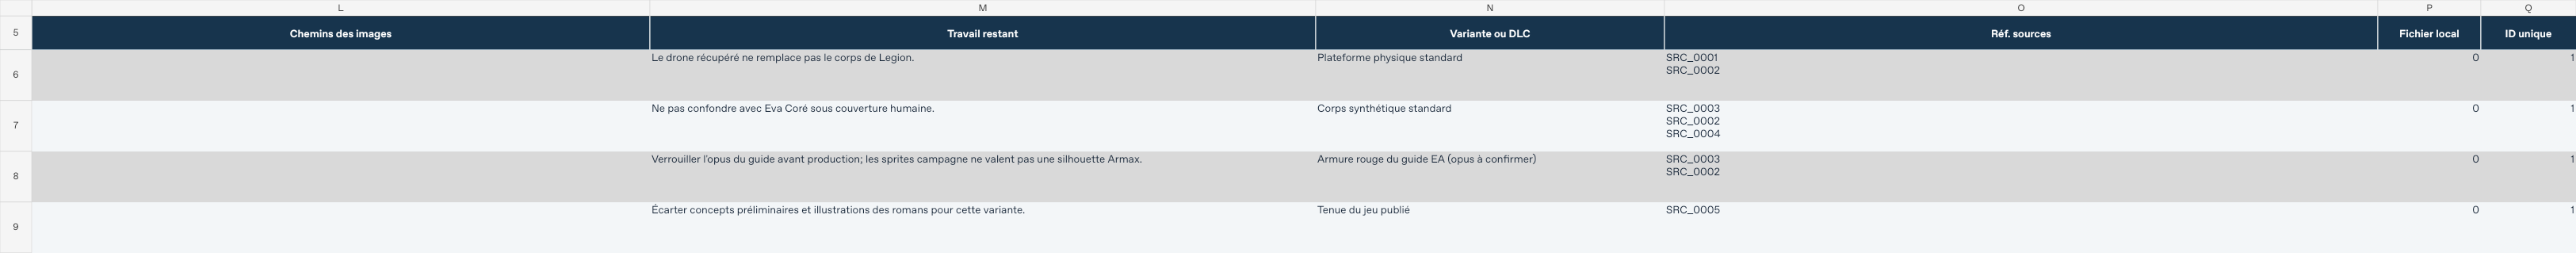 L M N O P Q
5 Chemins des images Travail restant Variante ou DLC Réf. sources Fichier local ID unique
6 Le drone récupéré ne remplace pas le corps de Legion. Plateforme physique standard SRC_0001 0 1
SRC_0002
7 Ne pas confondre avec Eva Coré sous couverture humaine. Corps synthétique standard SRC_0003 0 1
SRC_0002
SRC_0004
8 Verrouiller l'opus du guide avant production; les sprites campagne ne valent pas une silhouette Armax. Armure rouge du guide EA (opus à confirmer) SRC_0003 0 1
SRC_0002
9 Écarter concepts préliminaires et illustrations des romans pour cette variante. Tenue du jeu publié SRC_0005 0 1